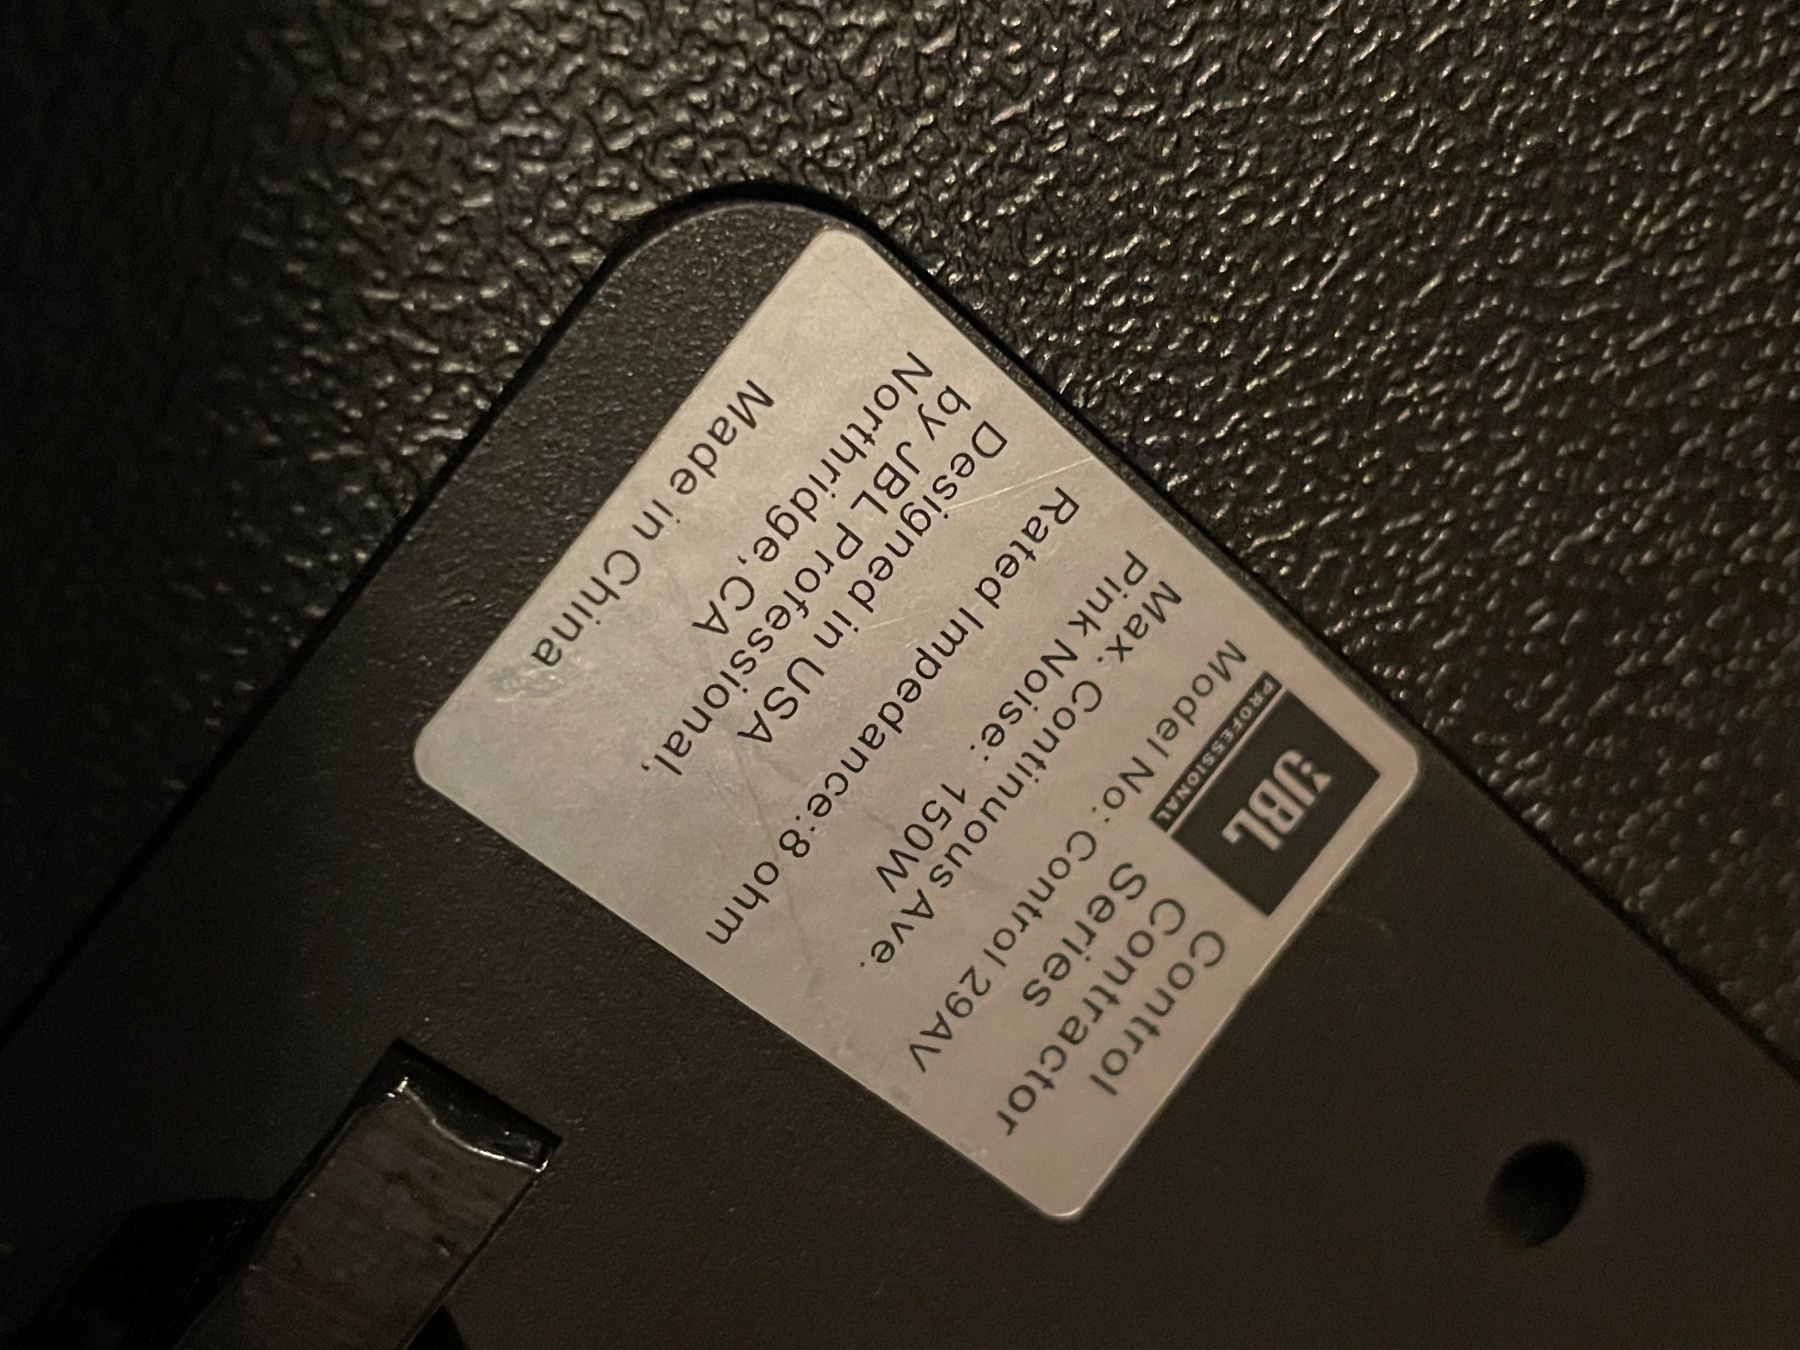 JBL
PROFESSIONAL
Control
Contractor
Series
Model No: Control 29AV
Max. Continuous Ave.
Pink Noise: 150W
Rated Impedance:8 ohm
Designed in USA
by JBL Professional,
Northridge,CA
Made in China